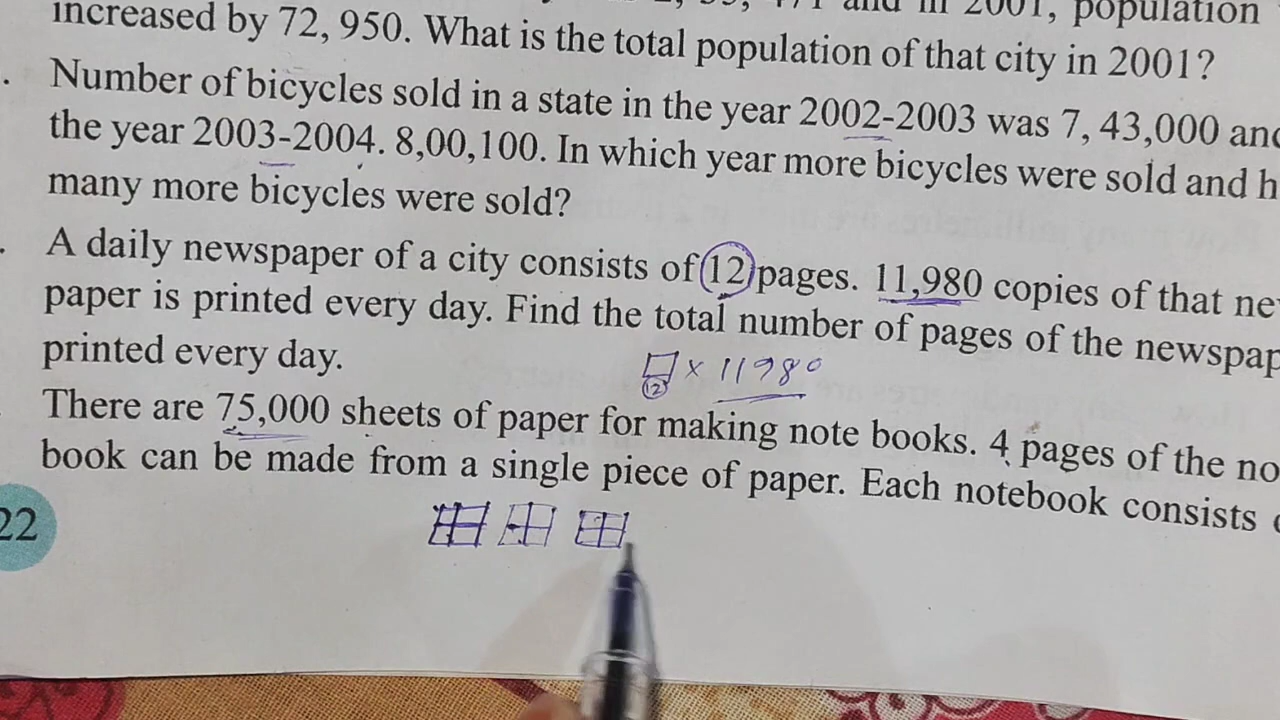 increased by 72, 950. What is the total population of that city in 2001?
. Number of bicycles sold in a state in the year 2002-2003 was 7, 43,000 and
the year 2003-2004. 8,00,100. In which year more bicycles were sold and h
many more bicycles were sold?
. A daily newspaper of a city consists of 12 pages. 11,980 copies of that ne
paper is printed every day. Find the total number of pages of the newspap
printed every day.
12 × 11980
There are 75,000 sheets of paper for making note books. 4 pages of the no
book can be made from a single piece of paper. Each notebook consists
22